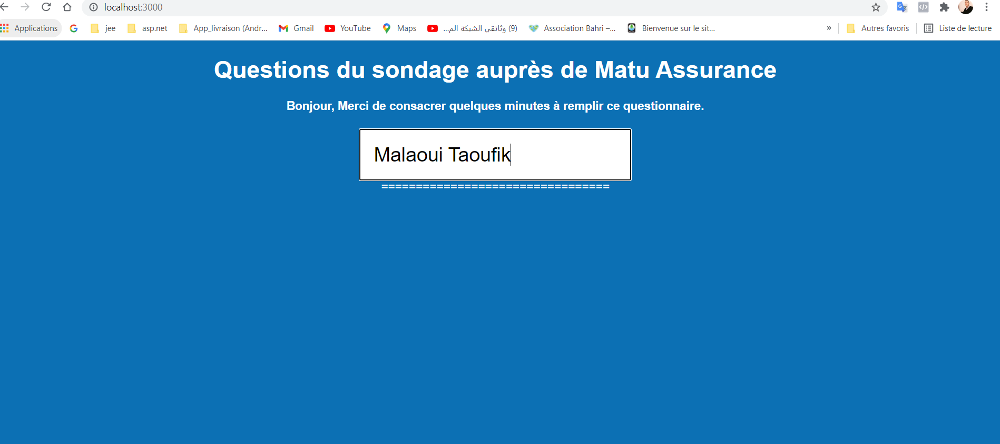 localhost:3000
Applications jee asp.net App_livraison (Andr... Gmail YouTube Maps (9) وثائقي الشبكة الم... Association Bahri –... Bienvenue sur le sit... » Autres favoris Liste de lecture
Questions du sondage auprès de Matu Assurance
Bonjour, Merci de consacrer quelques minutes à remplir ce questionnaire.
Malaoui Taoufik
=================================